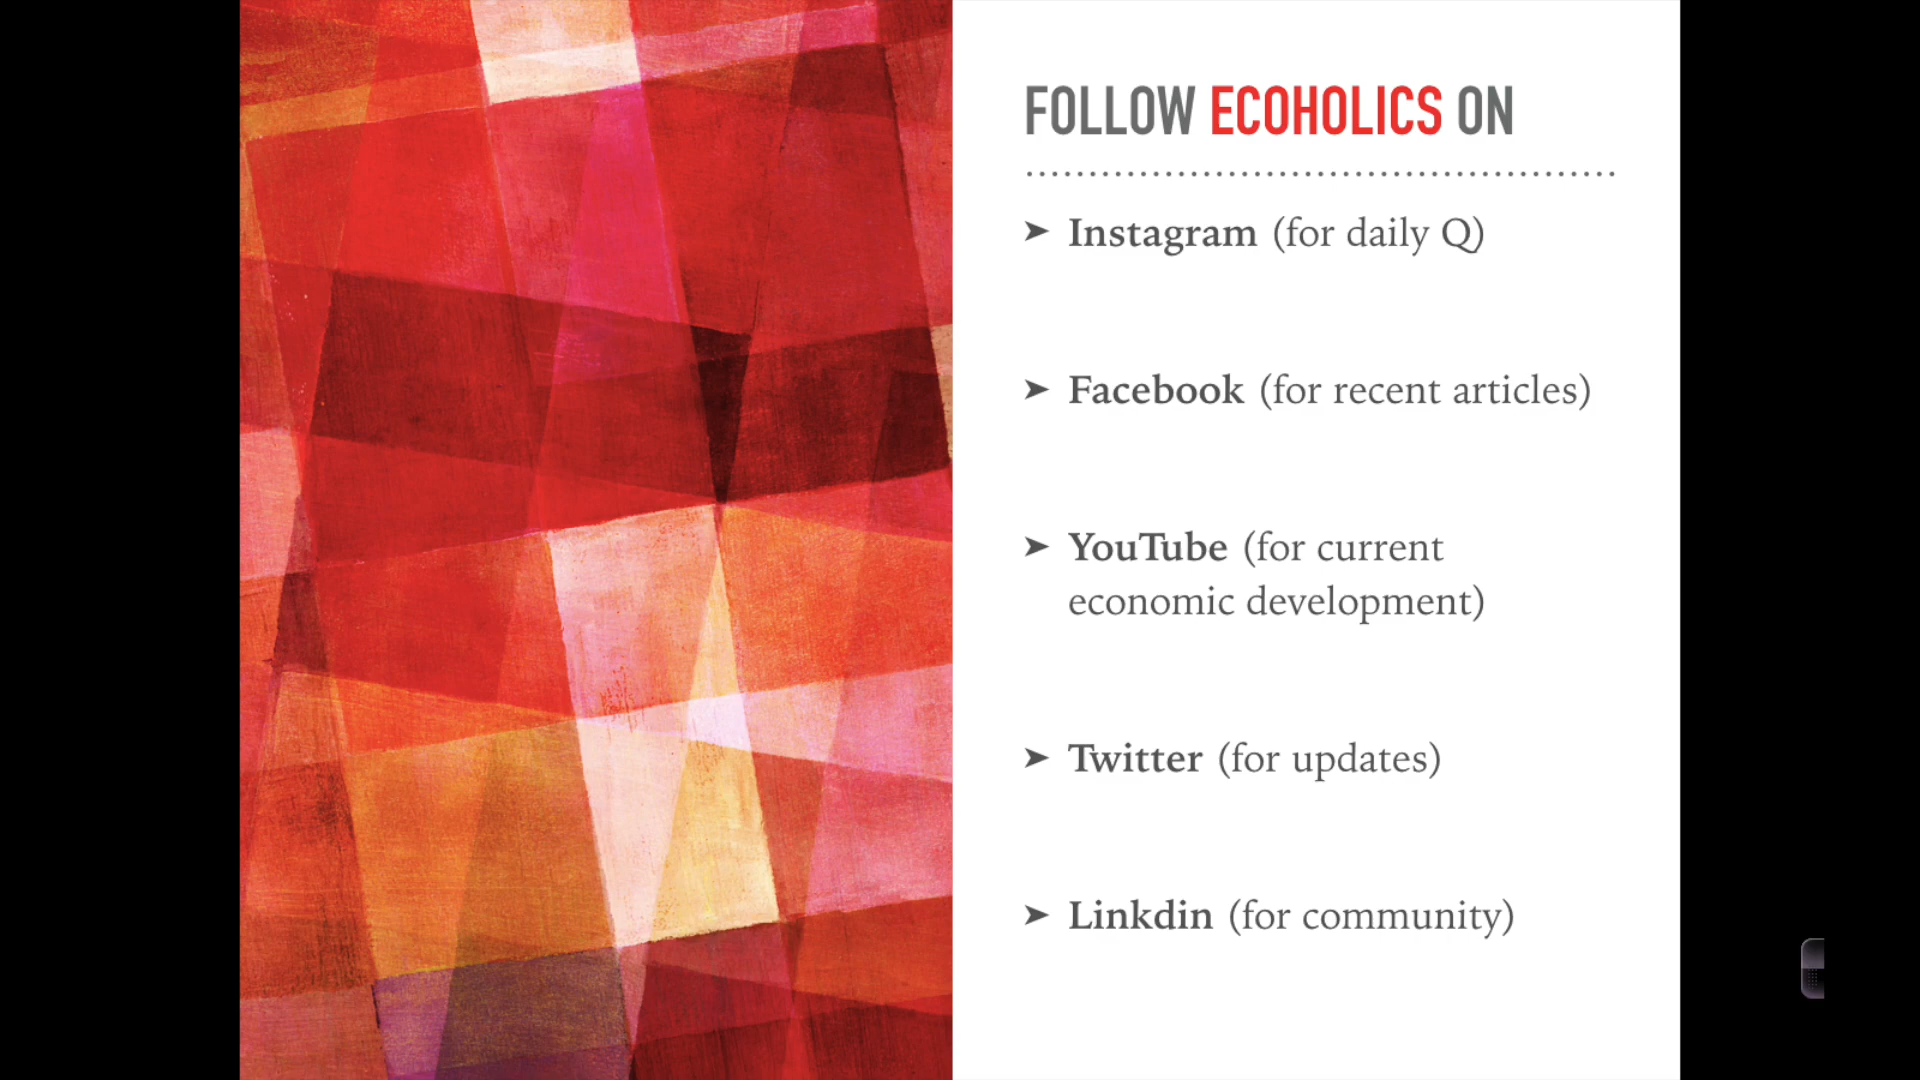 FOLLOW ECOHOLICS ON
➤ Instagram (for daily Q)
➤ Facebook (for recent articles)
➤ YouTube (for current
economic development)
➤ Twitter (for updates)
➤ Linkdin (for community)